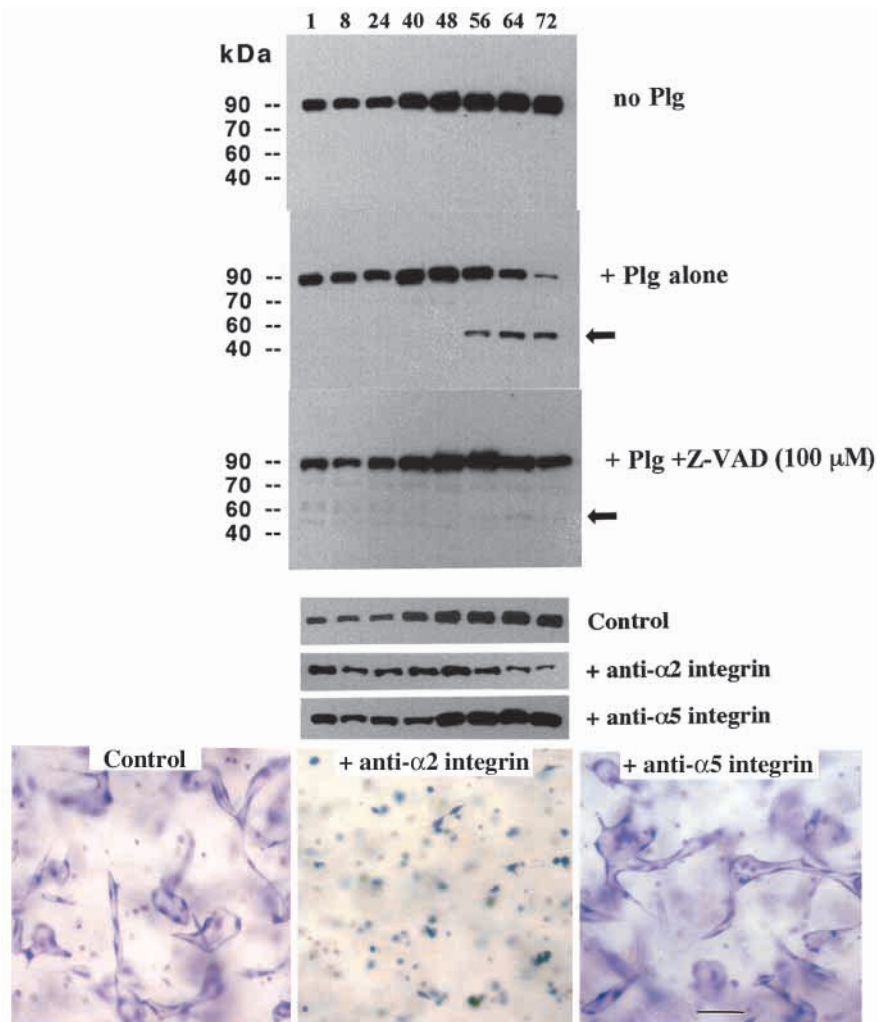 1 8 24 40 48 56 64 72
kDa
90 --
70 --
60 --
40 --
no Plg
90 --
70 --
60 --
40 --
+ Plg alone
90 --
70 --
60 --
40 --
+ Plg +Z-VAD (100 μM)
Control
+ anti-α2 integrin
+ anti-α5 integrin
Control
+ anti-α2 integrin
+ anti-α5 integrin